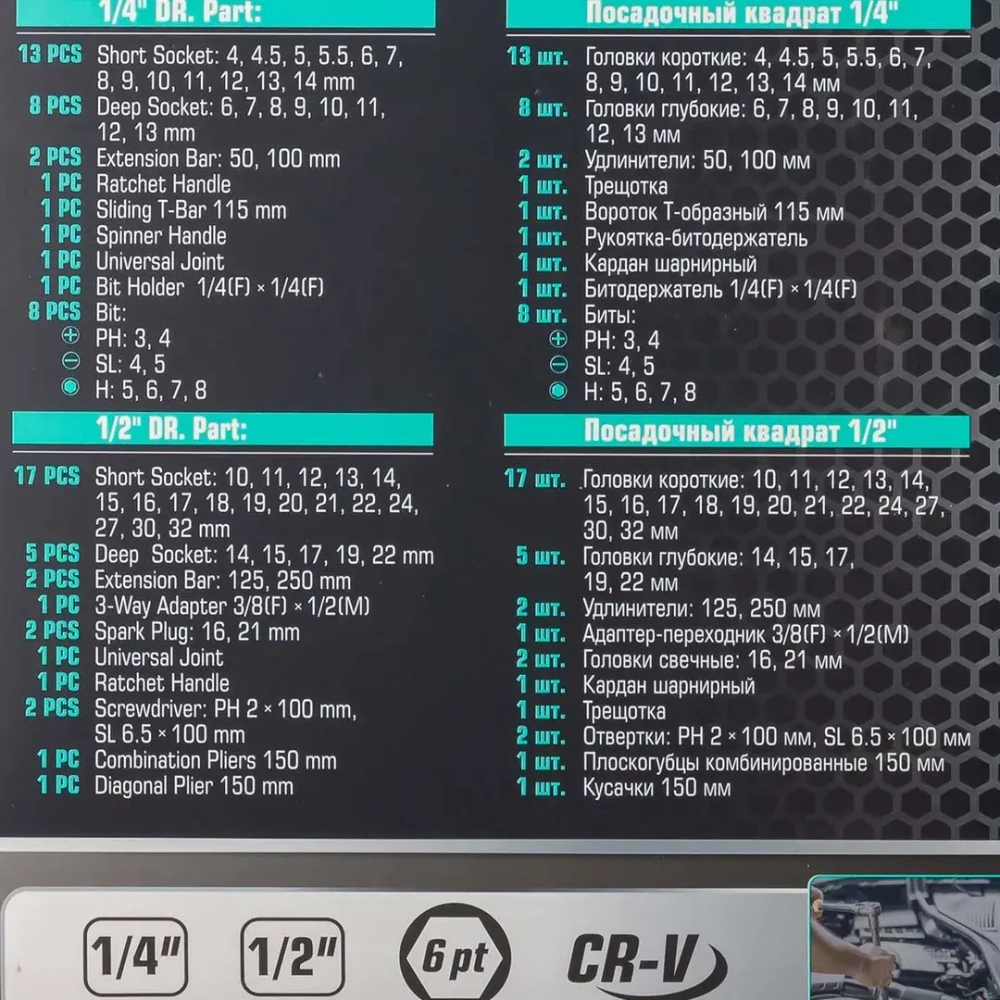 1/4" DR. Part:
13 PCS Short Socket: 4, 4.5, 5, 5.5, 6, 7,
8, 9, 10, 11, 12, 13, 14 mm
8 PCS Deep Socket: 6, 7, 8, 9, 10, 11,
12, 13 mm
2 PCS Extension Bar: 50, 100 mm
1 PC Ratchet Handle
1 PC Sliding T-Bar 115 mm
1 PC Spinner Handle
1 PC Universal Joint
1 PC Bit Holder 1/4(F) × 1/4(F)
8 PCS Bit:
PH: 3, 4
SL: 4, 5
H: 5, 6, 7, 8
1/2" DR. Part:
17 PCS Short Socket: 10, 11, 12, 13, 14,
15, 16, 17, 18, 19, 20, 21, 22, 24,
27, 30, 32 mm
5 PCS Deep Socket: 14, 15, 17, 19, 22 mm
2 PCS Extension Bar: 125, 250 mm
1 PC 3-Way Adapter 3/8(F) × 1/2(M)
2 PCS Spark Plug: 16, 21 mm
1 PC Universal Joint
1 PC Ratchet Handle
2 PCS Screwdriver: PH 2 × 100 mm,
SL 6.5 × 100 mm
1 PC Combination Pliers 150 mm
1 PC Diagonal Plier 150 mm
Посадочный квадрат 1/4"
13 шт. Головки короткие: 4, 4.5, 5, 5.5, 6, 7,
8, 9, 10, 11, 12, 13, 14 мм
8 шт. Головки глубокие: 6, 7, 8, 9, 10, 11,
12, 13 мм
2 шт. Удлинители: 50, 100 мм
1 шт. Трещотка
1 шт. Вороток Т-образный 115 мм
1 шт. Рукоятка-битодержатель
1 шт. Кардан шарнирный
1 шт. Битодержатель 1/4(F) × 1/4(F)
8 шт. Биты:
PH: 3, 4
SL: 4, 5
H: 5, 6, 7, 8
Посадочный квадрат 1/2"
17 шт. Головки короткие: 10, 11, 12, 13, 14,
15, 16, 17, 18, 19, 20, 21, 22, 24, 27,
30, 32 мм
5 шт. Головки глубокие: 14, 15, 17,
19, 22 мм
2 шт. Удлинители: 125, 250 мм
1 шт. Адаптер-переходник 3/8(F) × 1/2(M)
2 шт. Головки свечные: 16, 21 мм
1 шт. Кардан шарнирный
1 шт. Трещотка
2 шт. Отвертки: PH 2 × 100 мм, SL 6.5 × 100 мм
1 шт. Плоскогубцы комбинированные 150 мм
1 шт. Кусачки 150 мм
1/4" 1/2" 6 pt CR-V